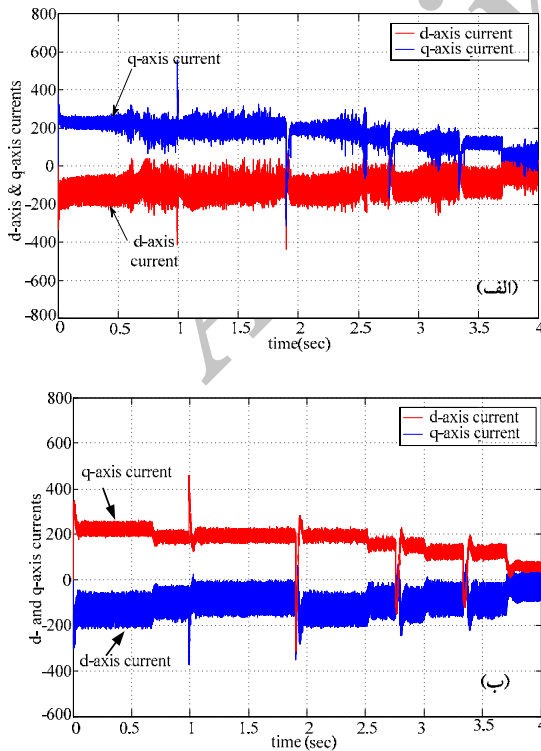 800
600
400
200
0
-200
-400
-600
-800
d-axis & q-axis currents
q-axis current
d-axis current
q-axis current
d-axis
current
(الف)
0 0.5 1 1.5 2 2.5 3 3.5 4
time(sec)
800
600
400
200
0
-200
-400
-600
d- and q-axis currents
d-axis current
q-axis current
q-axis current
d-axis current
(ب)
0 0.5 1 1.5 2 2.5 3 3.5 4
time (sec)